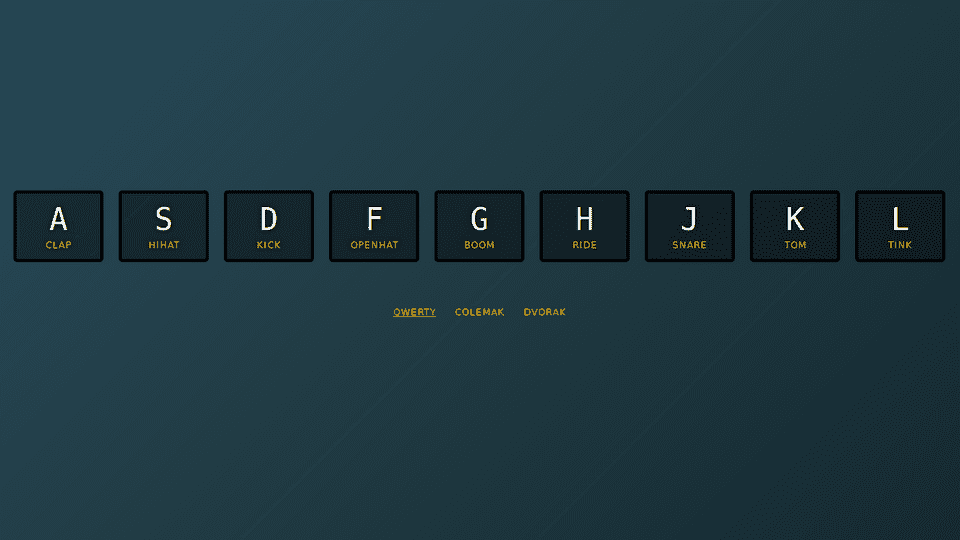 A S D F G H J K L
CLAP HIHAT KICK OPENHAT BOOM RIDE SNARE TOM TINK
QWERTY COLEMAK DVORAK